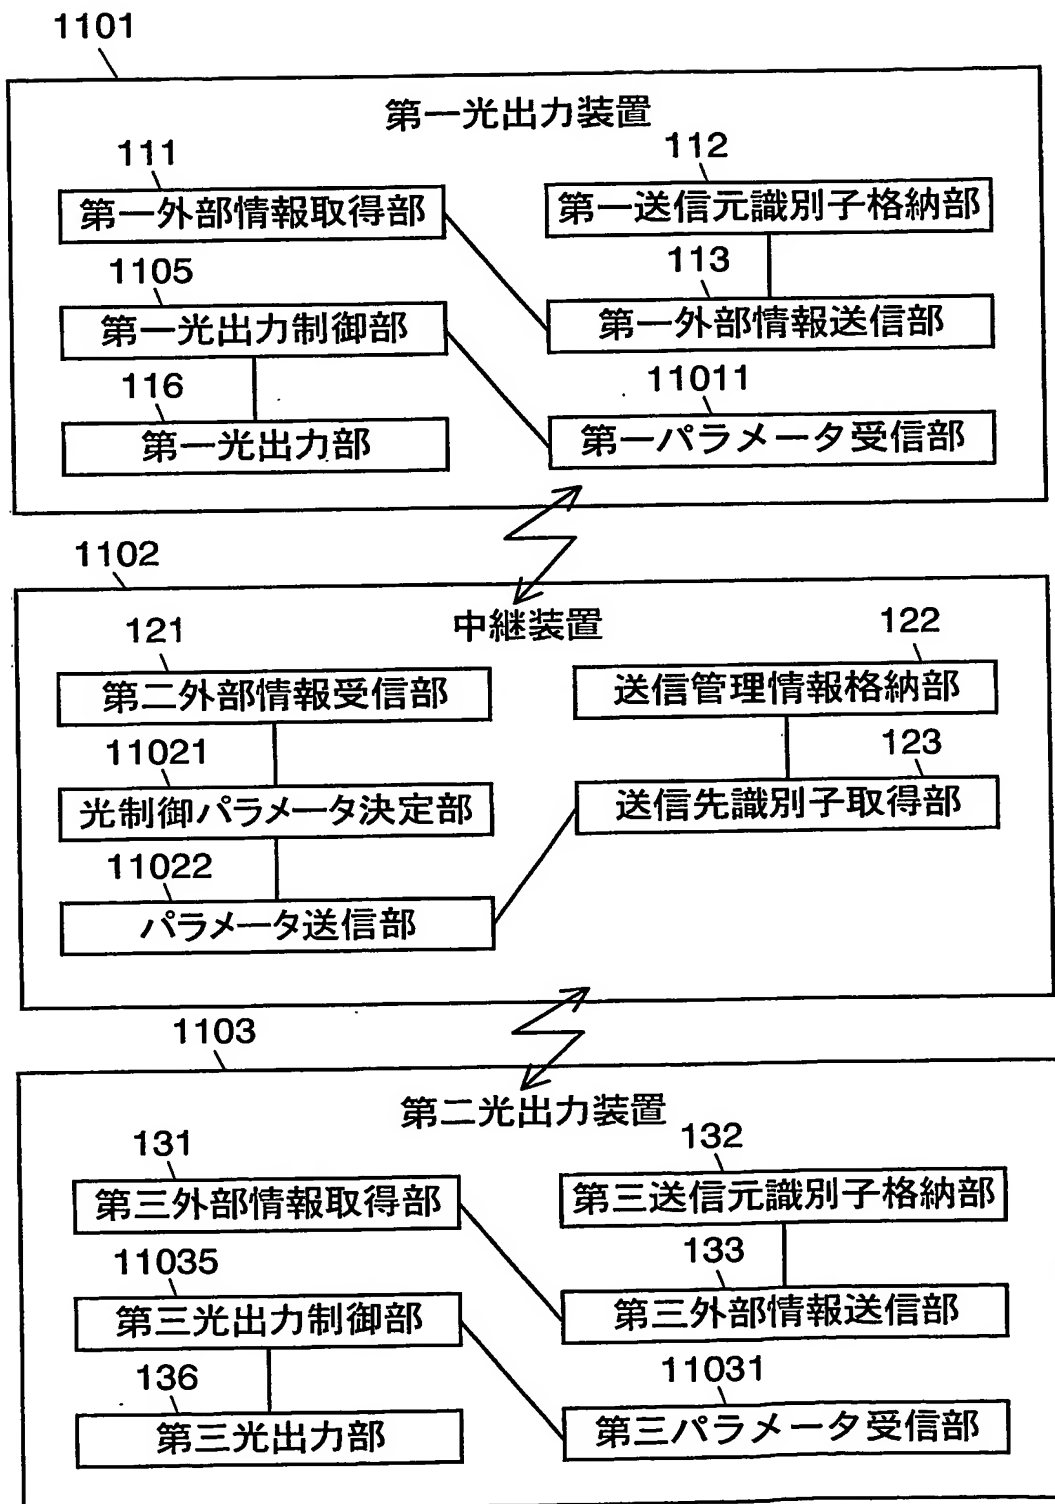 1101
第一光出力装置
111
112
第一外部情報取得部
第一送信元識別子格納部
1105
113
第一光出力制御部
第一外部情報送信部
116
11011
第一光出力部
第一パラメータ受信部
1102
中継装置
121
122
第二外部情報受信部
送信管理情報格納部
11021
123
光制御パラメータ決定部
送信先識別子取得部
11022
パラメータ送信部
1103
第二光出力装置
131
132
第三外部情報取得部
第三送信元識別子格納部
11035
133
第三光出力制御部
第三外部情報送信部
136
11031
第三光出力部
第三パラメータ受信部